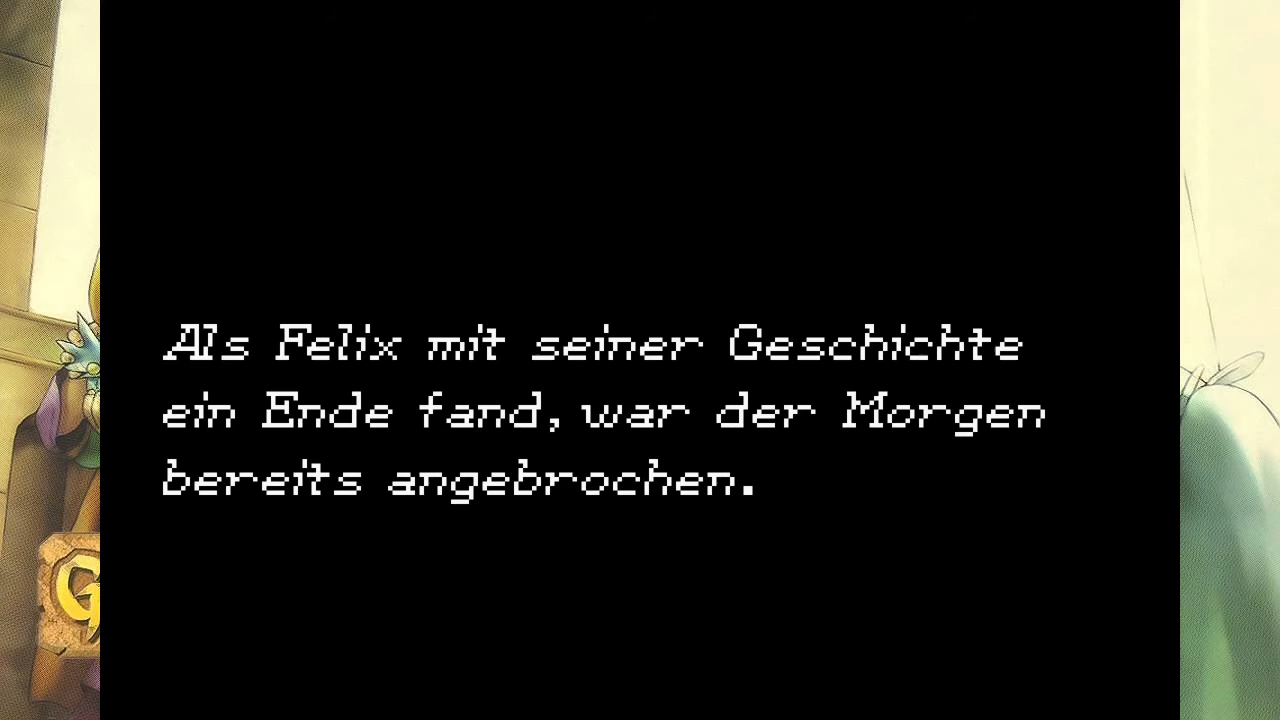 Als Felix mit seiner Geschichte
ein Ende fand, war der Morgen
bereits angebrochen.
G